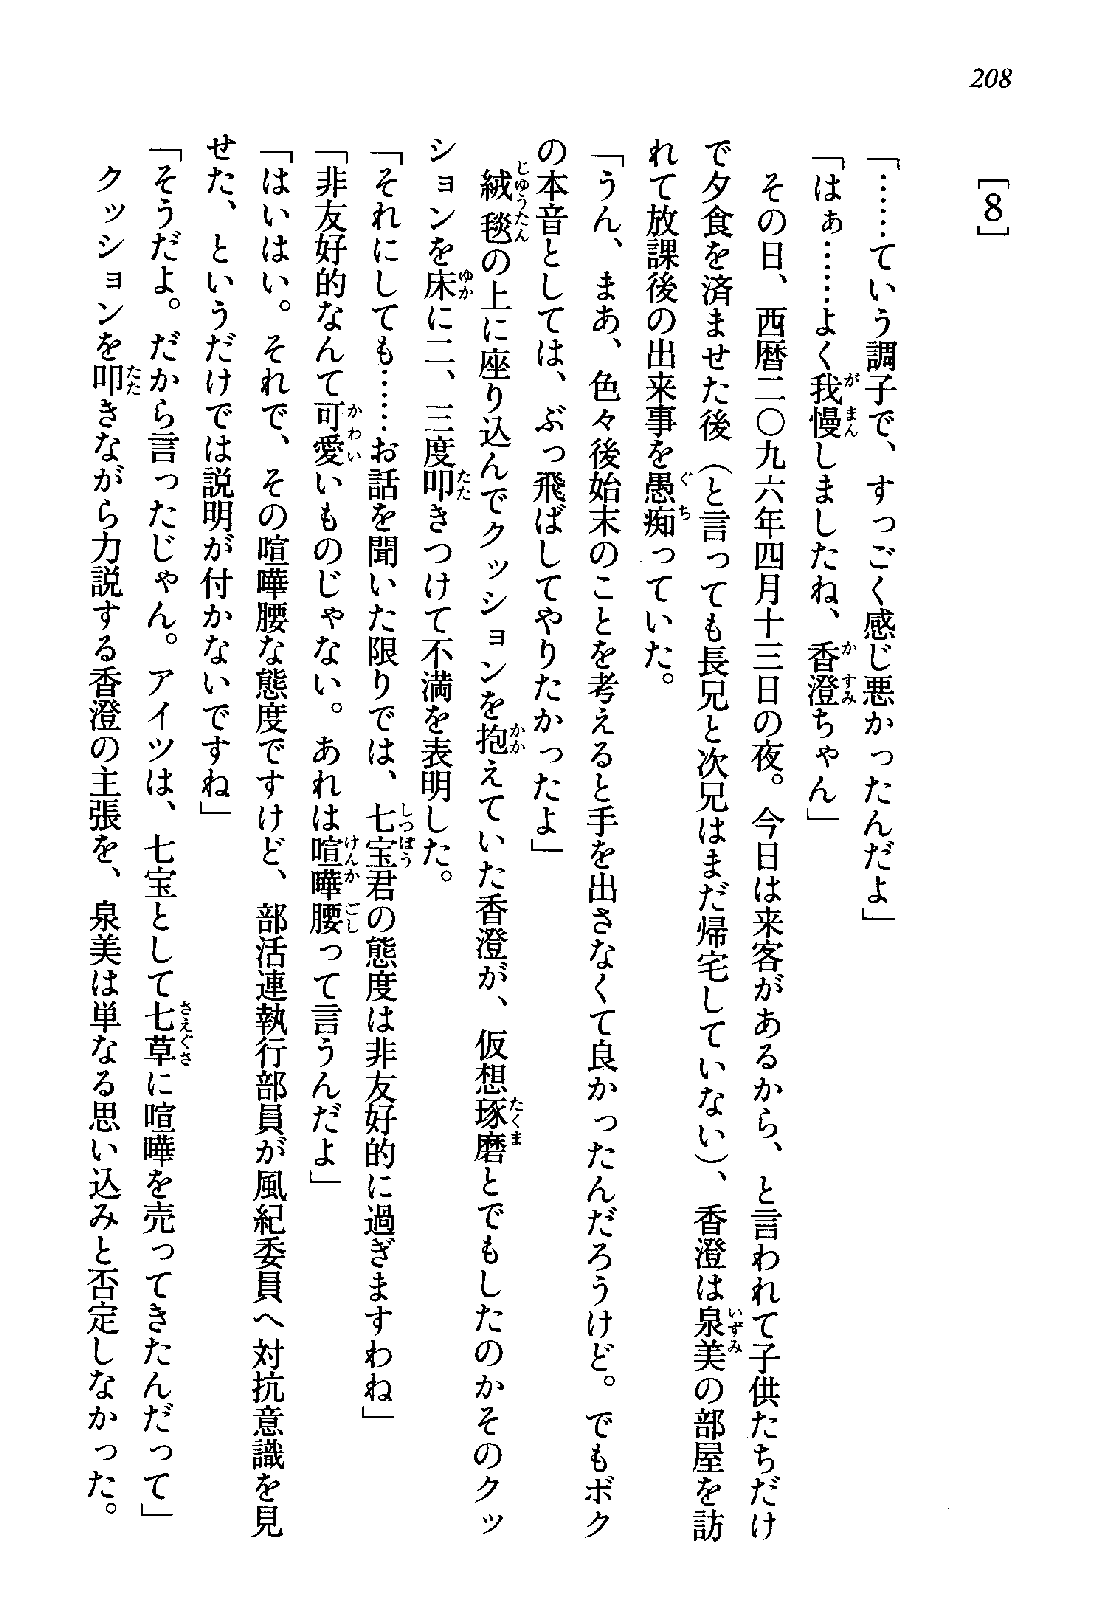 208
[8]
「……ていう調子で、すっごく感じ悪かったんだよ」
「はぁ……よく我慢しましたね、香澄ちゃん」
その日、西暦二〇九六年四月十三日の夜。今日は来客があるから、と言われて子供たちだけ
で夕食を済ませた後（と言っても長兄と次兄はまだ帰宅していない）、香澄は泉美の部屋を訪
れて放課後の出来事を愚痴っていた。
「うん、まあ、色々後始末のことを考えると手を出さなくて良かったんだろうけど。でもボク
の本音としては、ぶっ飛ばしてやりたかったよ」
絨毯の上に座り込んでクッションを抱えていた香澄が、仮想琢磨とでもしたのかそのクッ
ションを床に二、三度叩きつけて不満を表明した。
「それにしても……お話を聞いた限りでは、七宝君の態度は非友好的に過ぎますわね」
「非友好的なんて可愛いものじゃない。あれは喧嘩腰って言うんだよ」
「はいはい。それで、その喧嘩腰な態度ですけど、部活連執行部員が風紀委員へ対抗意識を見
せた、というだけでは説明が付かないですね」
「そうだよ。だから言ったじゃん。アイツは、七宝として七草に喧嘩を売ってきたんだって」
クッションを叩きながら力説する香澄の主張を、泉美は単なる思い込みと否定しなかった。